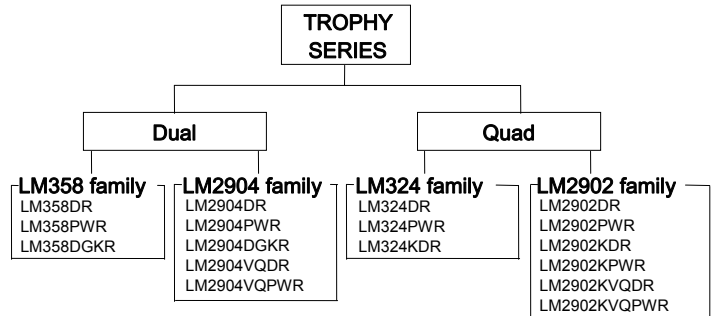 TROPHY
SERIES
Dual
Quad
LM358 family
LM358DR
LM358PWR
LM358DGKR
LM2904 family
LM2904DR
LM2904PWR
LM2904DGKR
LM2904VQDR
LM2904VQPWR
LM324 family
LM324DR
LM324PWR
LM324KDR
LM2902 family
LM2902DR
LM2902PWR
LM2902KDR
LM2902KPWR
LM2902KVQDR
LM2902KVQPWR